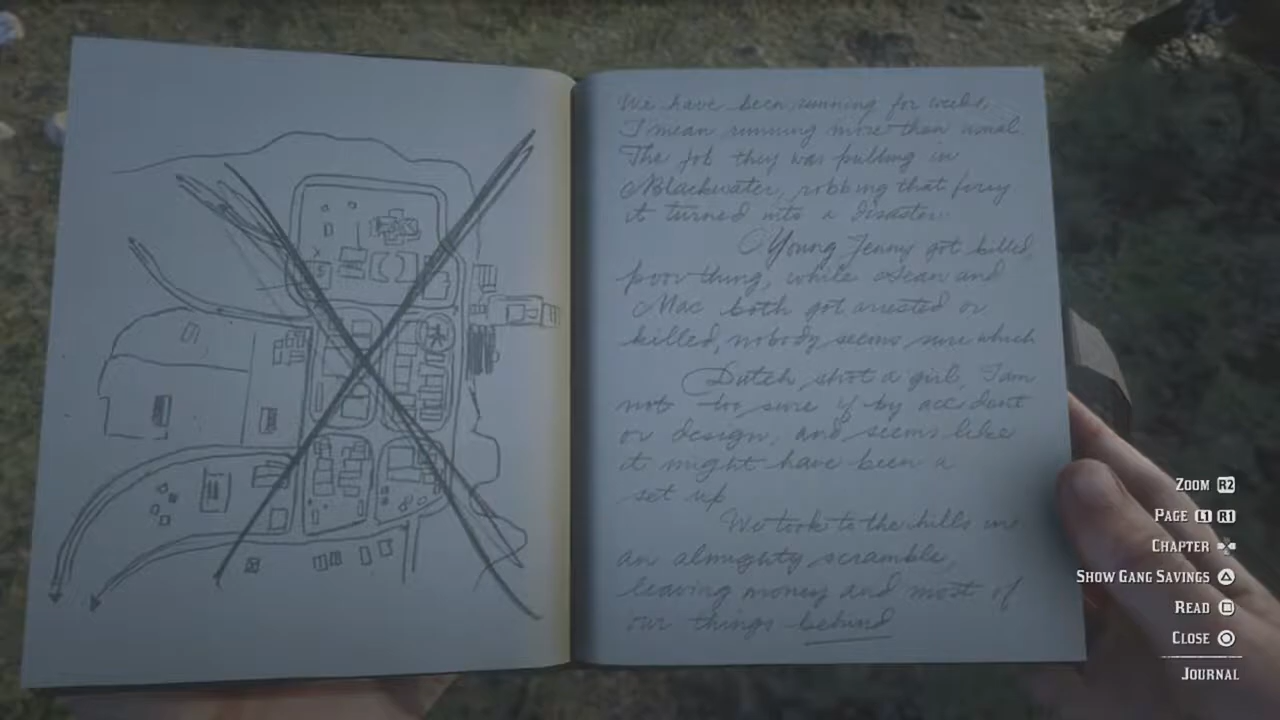 We have been running for weeks,
I mean running more than usual.
The job they was pulling in
Blackwater, robbing that ferry
it turned into a disaster.
Young Jenny got killed,
poor thing, while Sean and
Mac both got arrested or
killed, nobody seems sure which
Dutch shot a girl, I am
not too sure if by accident
or design, and seems like
it might have been a
set up
We took to the hills in
an almighty scramble,
leaving money and most of
our things behind
ZOOM R2
PAGE L1 R1
CHAPTER
SHOW GANG SAVINGS
READ
CLOSE
JOURNAL